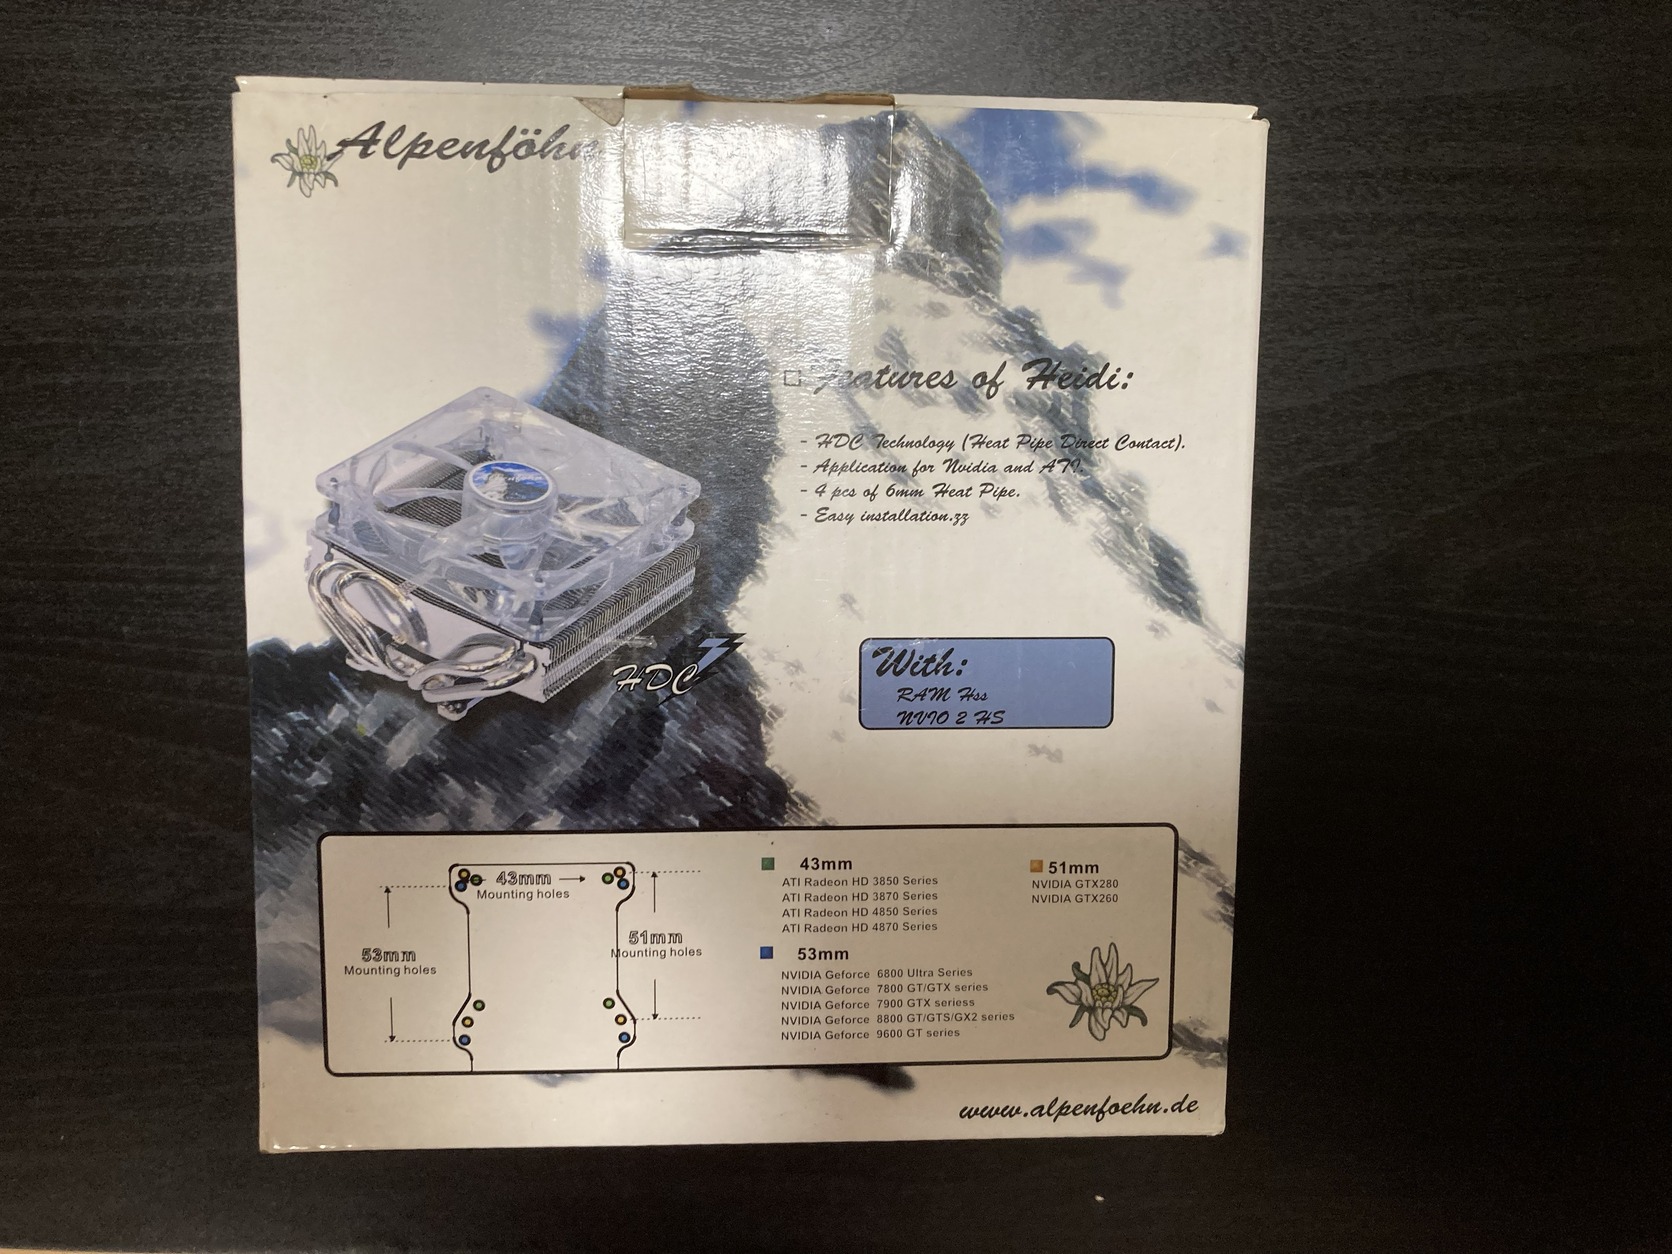 Alpenföhn
Features of Heidi:
- HDC Technology (Heat Pipe Direct Contact).
- Application for Nvidia and ATI.
- 4 pcs of 6mm Heat Pipe.
- Easy installation.zz
HDC
With:
RAM Hss
NVIO 2 HS
43mm
Mounting holes
53mm
Mounting holes
51mm
Mounting holes
43mm
ATI Radeon HD 3850 Series
ATI Radeon HD 3870 Series
ATI Radeon HD 4850 Series
ATI Radeon HD 4870 Series
53mm
NVIDIA Geforce 6800 Ultra Series
NVIDIA Geforce 7800 GT/GTX series
NVIDIA Geforce 7900 GTX seriess
NVIDIA Geforce 8800 GT/GTS/GX2 series
NVIDIA Geforce 9600 GT series
51mm
NVIDIA GTX280
NVIDIA GTX260
www.alpenfoehn.de